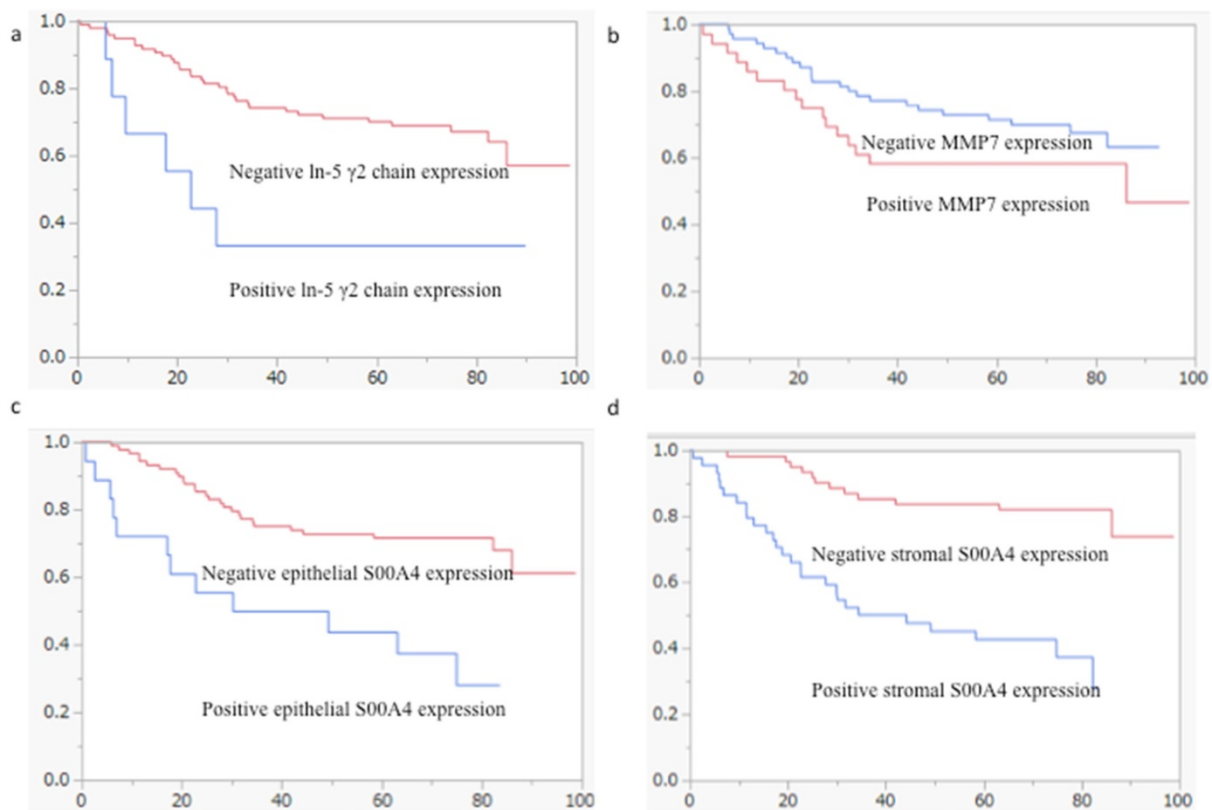 a
1.0
0.8
0.6
0.4
0.2
0.0
Negative ln-5 γ2 chain expression
Positive ln-5 γ2 chain expression
0 20 40 60 80 100
b
1.0
0.8
0.6
0.4
0.2
0.0
Negative MMP7 expression
Positive MMP7 expression
0 20 40 60 80 100
c
1.0
0.8
0.6
0.4
0.2
0.0
Negative epithelial S00A4 expression
Positive epithelial S00A4 expression
0 20 40 60 80 100
d
1.0
0.8
0.6
0.4
0.2
0.0
Negative stromal S00A4 expression
Positive stromal S00A4 expression
0 20 40 60 80 100